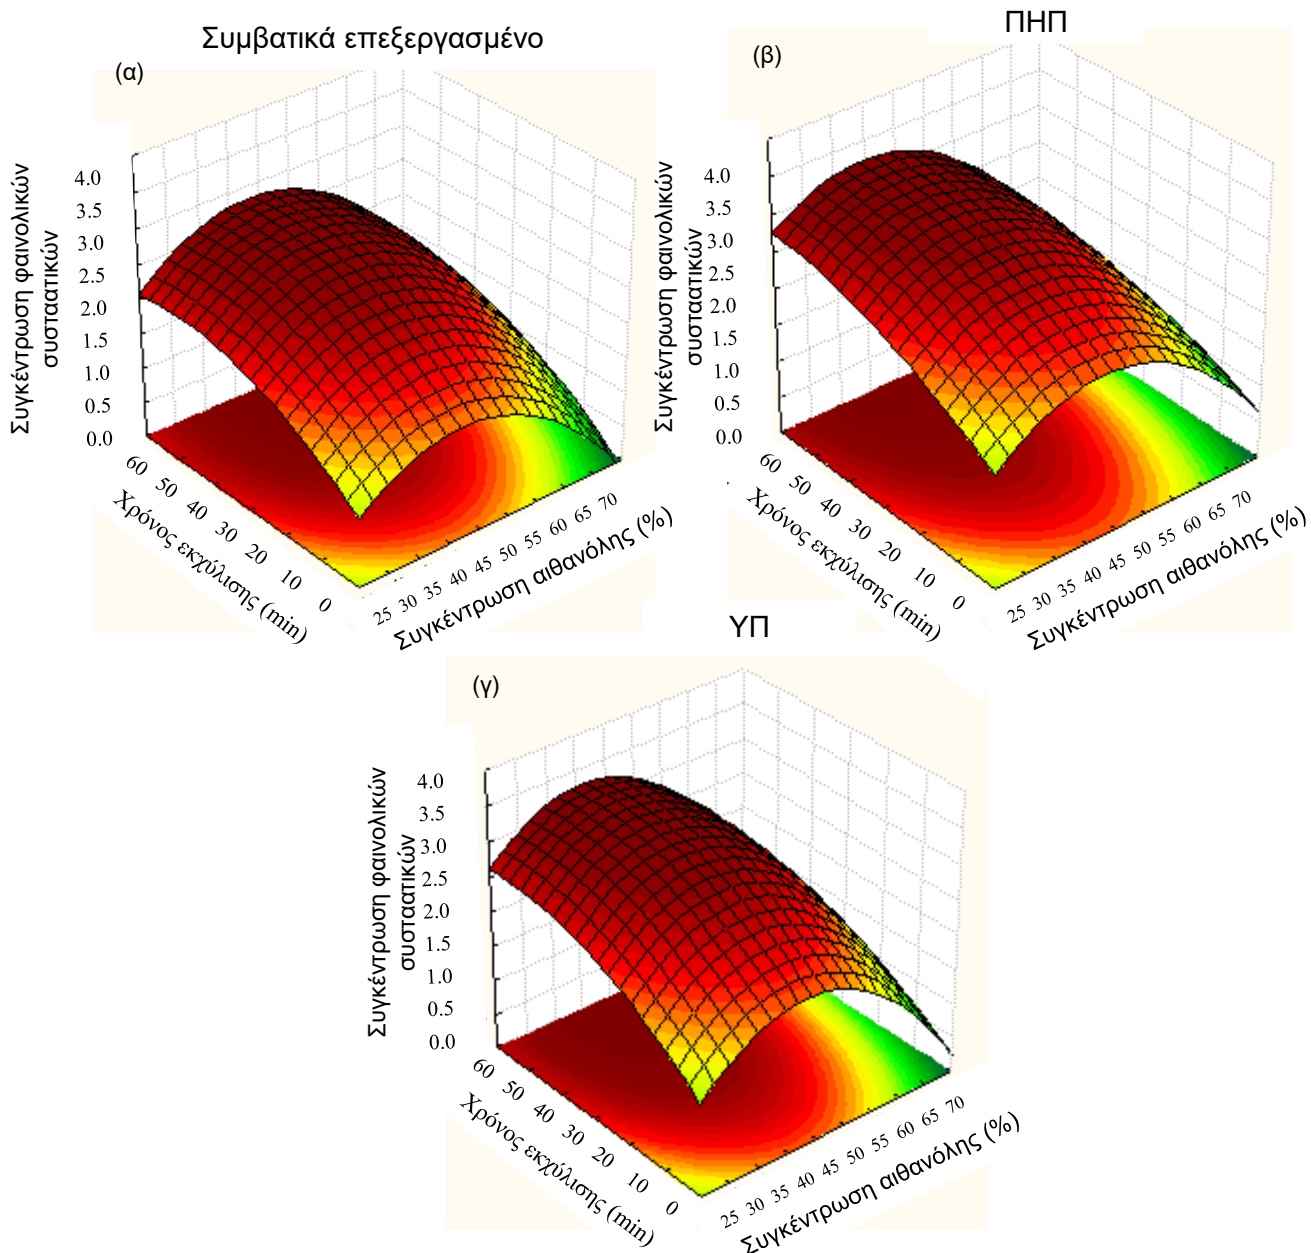 Συμβατικά επεξεργασμένο
(α)
Συγκέντρωση φαινολικών
συσταατικών
4.0
3.5
3.0
2.5
2.0
1.5
1.0
0.5
0.0
60 50 40 30 20 10 0
Χρόνος εκχύλισης (min)
25 30 35 40 45 50 55 60 65 70
Συγκέντρωση αιθανόλης (%)
ΠΗΠ
(β)
Συγκέντρωση φαινολικών
συσταατικών
4.0
3.5
3.0
2.5
2.0
1.5
1.0
0.5
0.0
60 50 40 30 20 10 0
Χρόνος εκχύλισης (min)
25 30 35 40 45 50 55 60 65 70
Συγκέντρωση αιθανόλης (%)
ΥΠ
(γ)
Συγκέντρωση φαινολικών
συσταατικών
4.0
3.5
3.0
2.5
2.0
1.5
1.0
0.5
0.0
60 50 40 30 20 10 0
Χρόνος εκχύλισης (min)
25 30 35 40 45 50 55 60 65 70
Συγκέντρωση αιθανόλης (%)